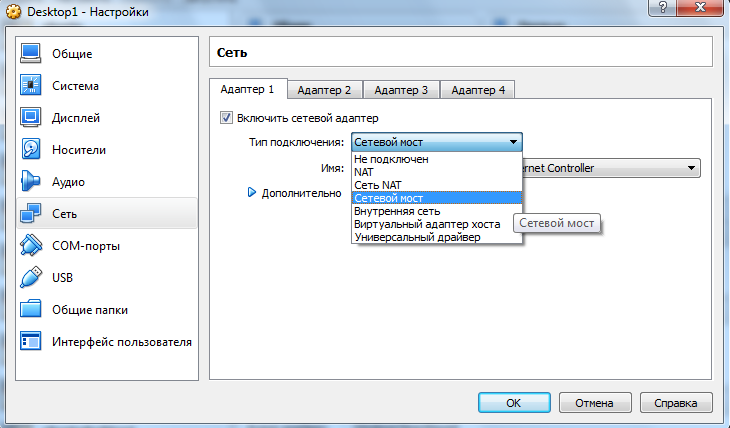 Desktop1 - Настройки
?
Общие
Система
Дисплей
Носители
Аудио
Сеть
COM-порты
USB
Общие папки
Интерфейс пользователя
Сеть
Адаптер 1
Адаптер 2
Адаптер 3
Адаптер 4
Включить сетевой адаптер
Тип подключения:
Сетевой мост
Имя:
Controller
Дополнительно
Не подключен
NAT
Сеть NAT
Сетевой мост
Внутренняя сеть
Виртуальный адаптер хоста
Универсальный драйвер
Сетевой мост
OK
Отмена
Справка